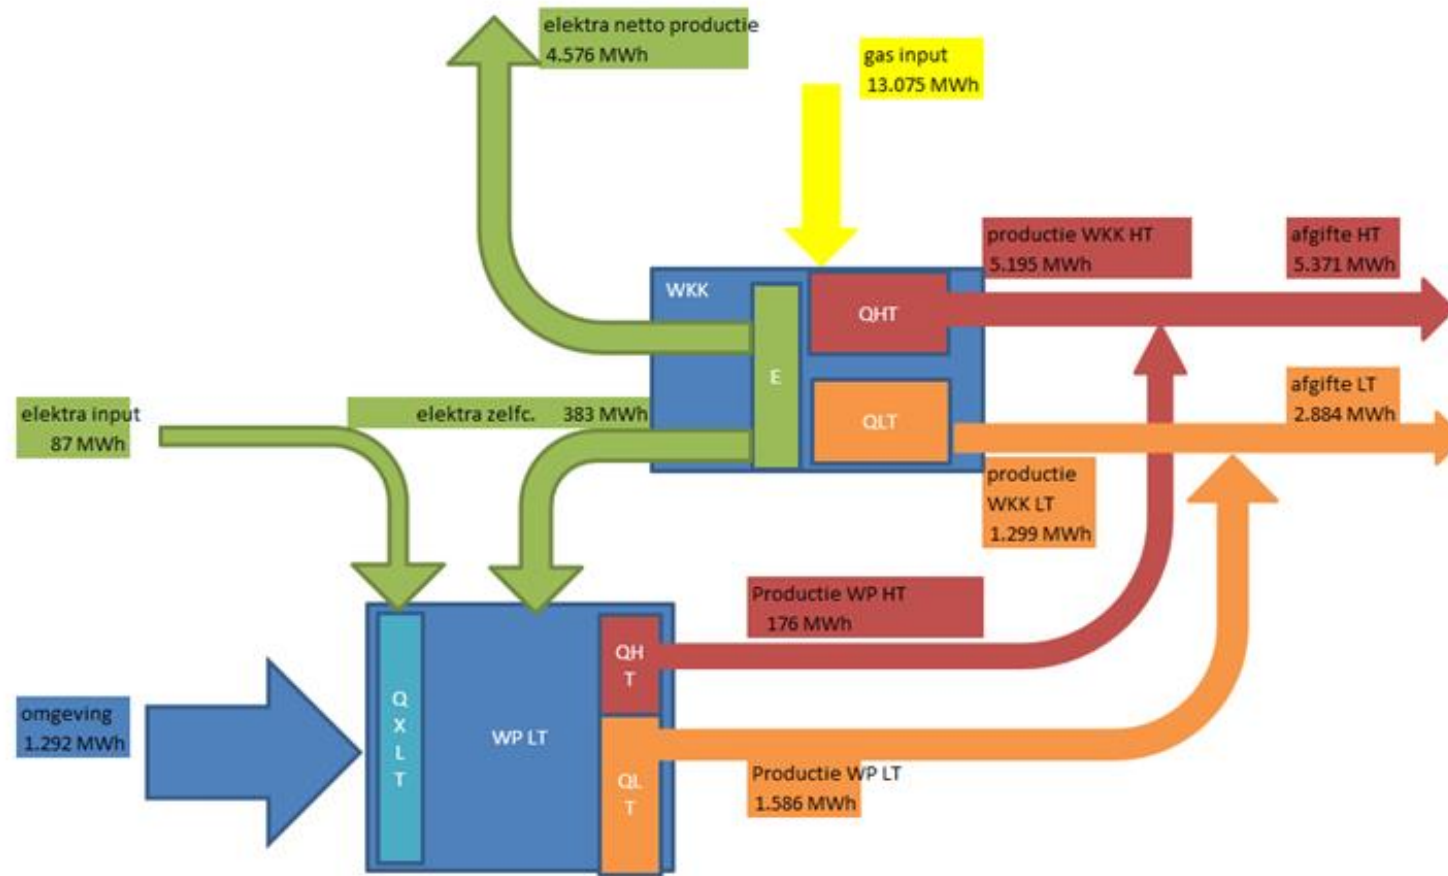 elektra netto productie
4.576 MWh
gas input
13.075 MWh
productie WKK HT
5.195 MWh
afgifte HT
5.371 MWh
WKK
QHT
E
QLT
afgifte LT
2.884 MWh
elektra input
87 MWh
elektra zelfc. 383 MWh
productie
WKK LT
1.299 MWh
Productie WP HT
176 MWh
QH
T
omgeving
1.292 MWh
Q
X
L
T
WP LT
QL
T
Productie WP LT
1.586 MWh